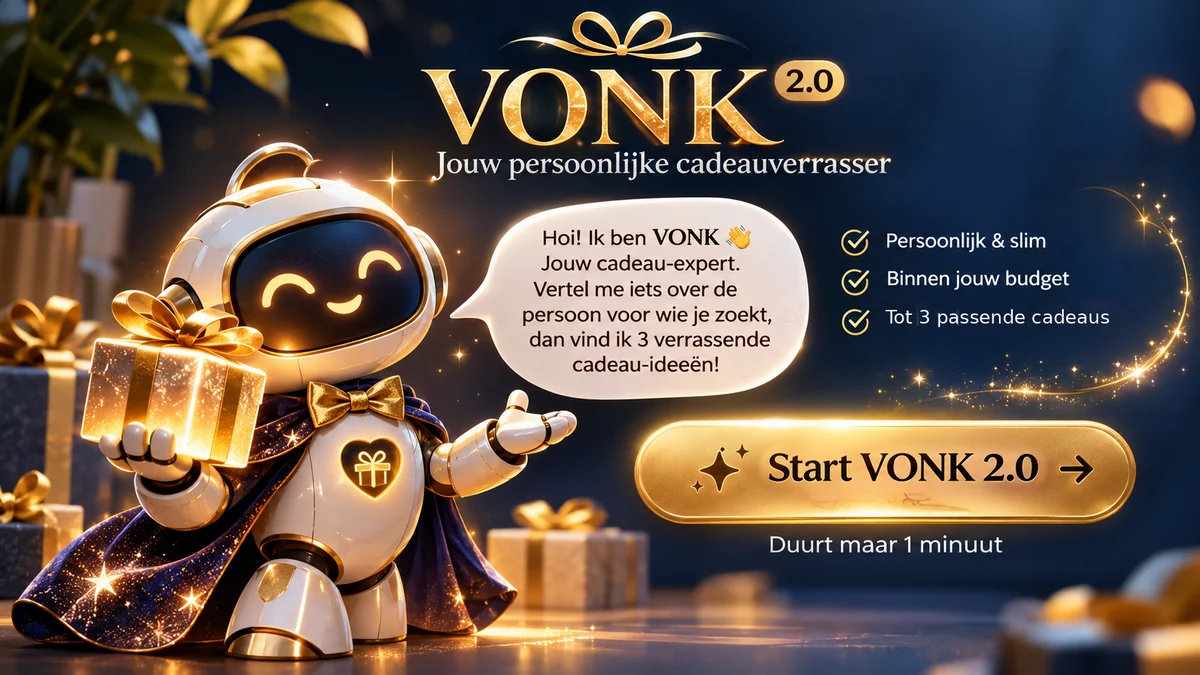 VONK 2.0
Jouw persoonlijke cadeauverrasser
Hoi! Ik ben VONK 👋
Jouw cadeau-expert.
Vertel me iets over de
persoon voor wie je zoekt,
dan vind ik 3 verrassende
cadeau-ideeën!
Persoonlijk & slim
Binnen jouw budget
Tot 3 passende cadeaus
Start VONK 2.0 →
Duurt maar 1 minuut